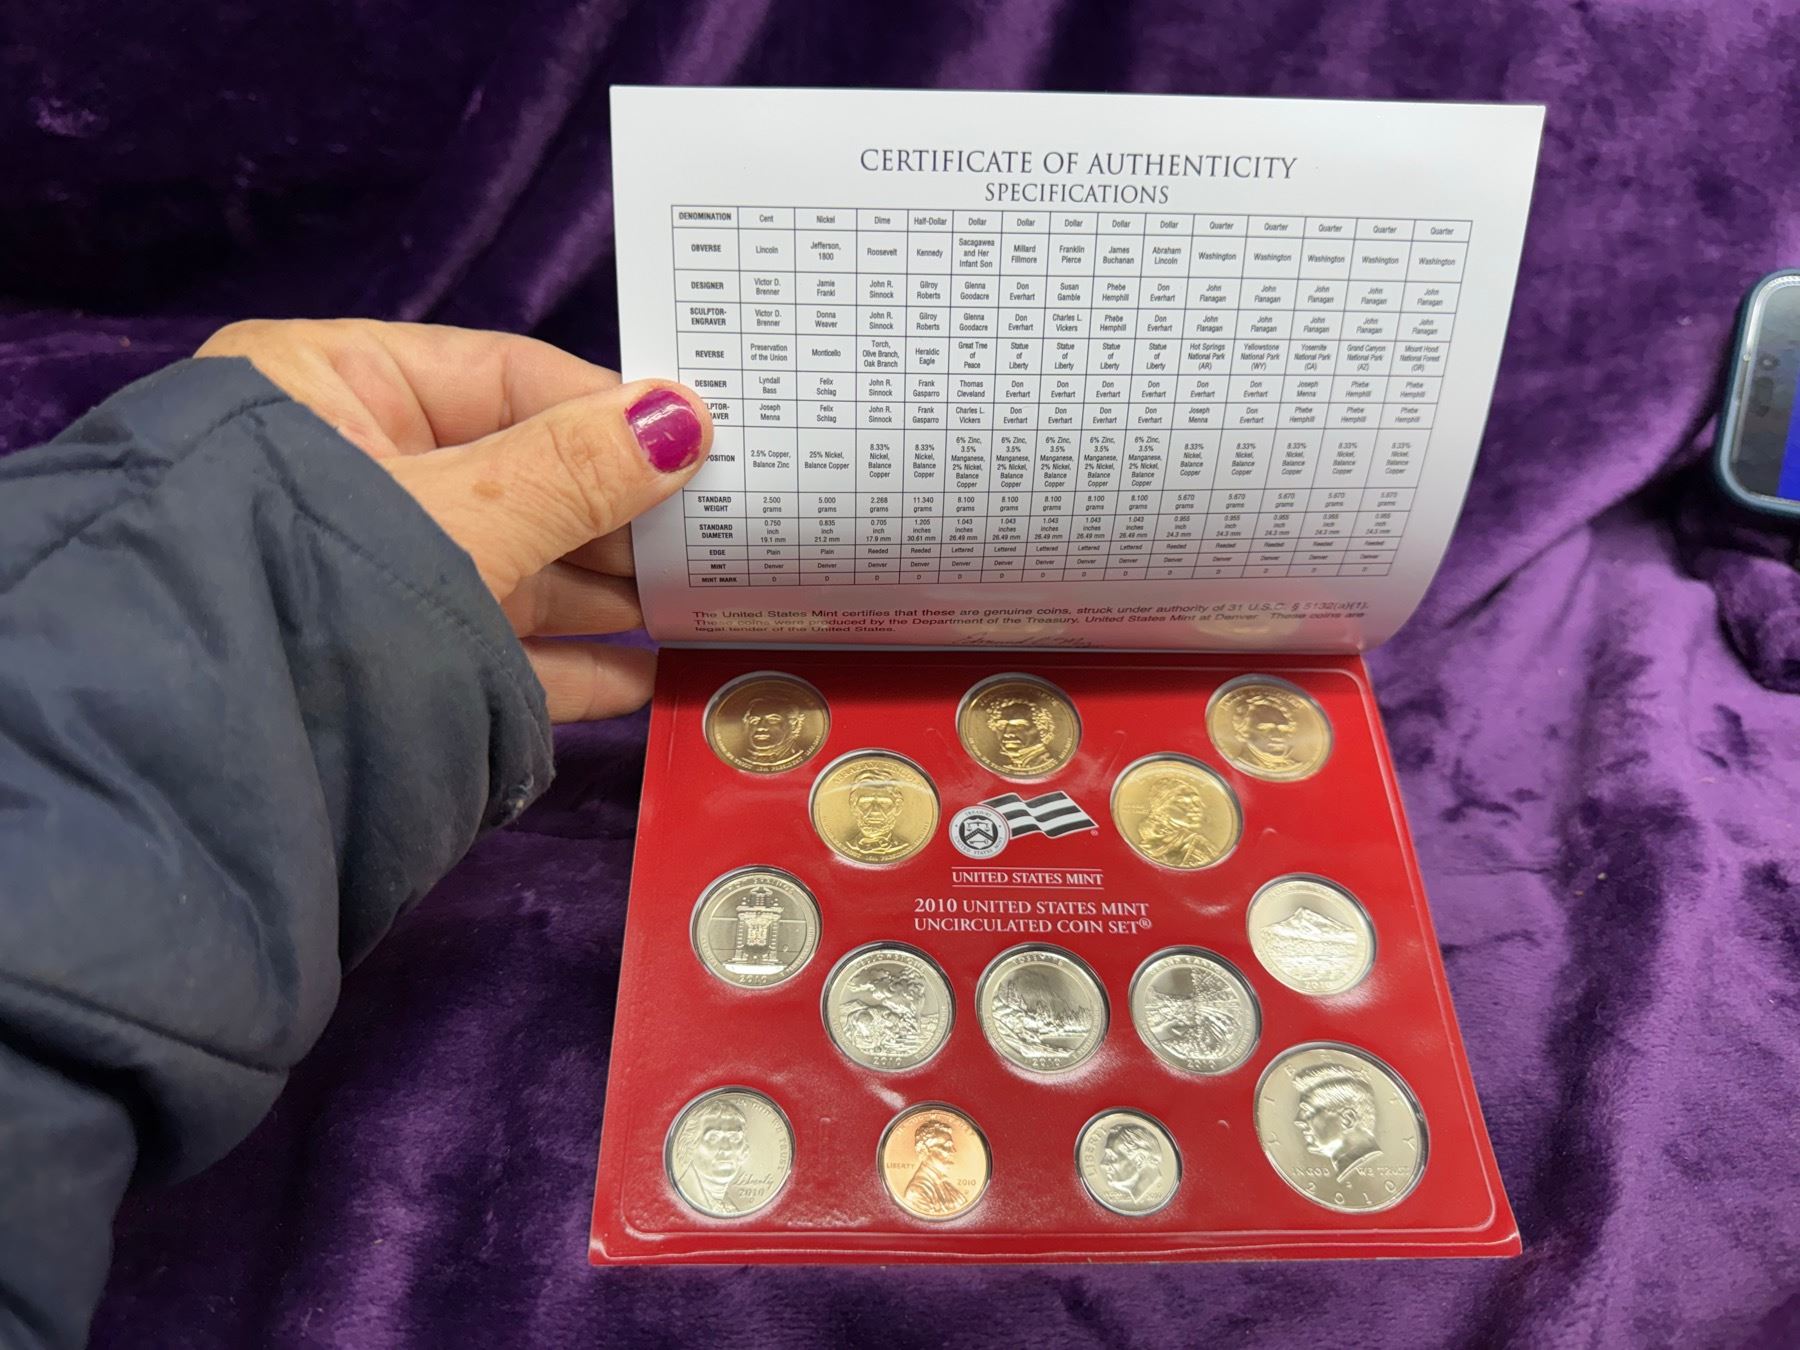 CERTIFICATE OF AUTHENTICITY
SPECIFICATIONS
DENOMINATION Cent Nickel Dime Half-Dollar Dollar Dollar Dollar Dollar Dollar Quarter Quarter Quarter Quarter Quarter
OBVERSE Lincoln Jefferson, 1800 Roosevelt Kennedy Sacagawea and Her Infant Son Millard Fillmore Franklin Pierce James Buchanan Abraham Lincoln Washington Washington Washington Washington Washington
DESIGNER Victor D. Brenner Jamie Franki John R. Sinnock Gilroy Roberts Glenna Goodacre Don Everhart Susan Gamble Phebe Hemphill Don Everhart John Flanagan John Flanagan John Flanagan John Flanagan John Flanagan
SCULPTOR-ENGRAVER Victor D. Brenner Donna Weaver John R. Sinnock Gilroy Roberts Glenna Goodacre Don Everhart Charles L. Vickers Phebe Hemphill Don Everhart John Flanagan John Flanagan John Flanagan John Flanagan John Flanagan
REVERSE Preservation of the Union Monticello Torch, Olive Branch, Oak Branch Heraldic Eagle Great Tree of Peace Statue of Liberty Statue of Liberty Statue of Liberty Statue of Liberty Hot Springs National Park (AR) Yellowstone National Park (WY) Yosemite National Park (CA) Grand Canyon National Park (AZ) Mount Hood National Forest (OR)
DESIGNER Lyndall Bass Felix Schlag John R. Sinnock Frank Gasparro Thomas Cleveland Don Everhart Don Everhart Don Everhart Don Everhart Don Everhart Don Everhart Joseph Menna Phebe Hemphill Phebe Hemphill
LPTOR-AVER Joseph Menna Felix Schlag John R. Sinnock Frank Gasparro Charles L. Vickers Don Everhart Don Everhart Don Everhart Don Everhart Joseph Menna Don Everhart Phebe Hemphill Phebe Hemphill Phebe Hemphill
POSITION 2.5% Copper, Balance Zinc 25% Nickel, Balance Copper 8.33% Nickel, Balance Copper 8.33% Nickel, Balance Copper 6% Zinc, 3.5% Manganese, 2% Nickel, Balance Copper 6% Zinc, 3.5% Manganese, 2% Nickel, Balance Copper 6% Zinc, 3.5% Manganese, 2% Nickel, Balance Copper 6% Zinc, 3.5% Manganese, 2% Nickel, Balance Copper 6% Zinc, 3.5% Manganese, 2% Nickel, Balance Copper 8.33% Nickel, Balance Copper 8.33% Nickel, Balance Copper 8.33% Nickel, Balance Copper 8.33% Nickel, Balance Copper 8.33% Nickel, Balance Copper
STANDARD WEIGHT 2.500 grams 5.000 grams 2.268 grams 11.340 grams 8.100 grams 8.100 grams 8.100 grams 8.100 grams 8.100 grams 5.670 grams 5.670 grams 5.670 grams 5.670 grams 5.670 grams
STANDARD DIAMETER 0.750 inch 19.1 mm 0.835 inch 21.2 mm 0.705 inch 17.9 mm 1.205 inches 30.61 mm 1.043 inches 26.49 mm 1.043 inches 26.49 mm 1.043 inches 26.49 mm 1.043 inches 26.49 mm 1.043 inches 26.49 mm 0.955 inch 24.3 mm 0.955 inch 24.3 mm 0.955 inch 24.3 mm 0.955 inch 24.3 mm 0.955 inch 24.3 mm
EDGE Plain Plain Reeded Reeded Lettered Lettered Lettered Lettered Lettered Reeded Reeded Reeded Reeded Reeded
MINT Denver Denver Denver Denver Denver Denver Denver Denver Denver Denver Denver Denver Denver Denver
MINT MARK D D D D D D D D D D D D D D
The United States Mint certifies that these are genuine coins, struck under authority of 31 U.S.C. § 5132(a)(1).
These coins were produced by the Department of the Treasury, United States Mint at Denver. These coins are
legal tender of the United States.
UNITED STATES MINT
2010 UNITED STATES MINT
UNCIRCULATED COIN SET®
HOT SPRINGS
2010
YELLOWSTONE
2010
YOSEMITE
2010
GRAND CANYON
2010
2010
IN GOD WE TRUST
Liberty
2010
LIBERTY
2010
D
LIBERTY
LIBERTY
IN GOD WE TRUST
D
2010